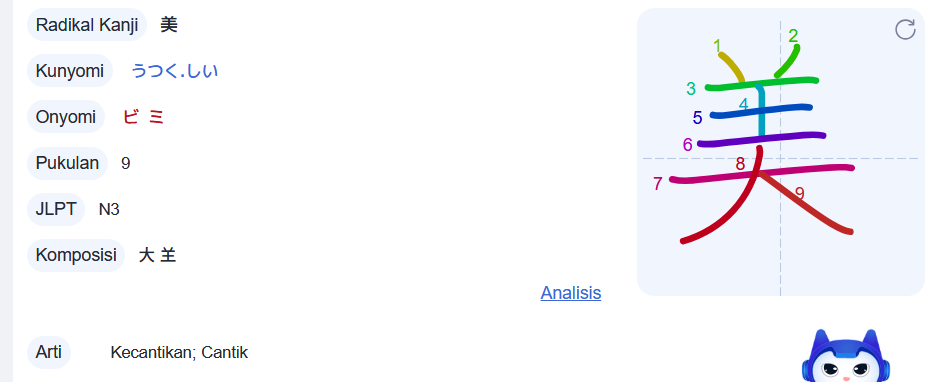 Radikal Kanji 美
Kunyomi うつく.しい
Onyomi ビ ミ
Pukulan 9
JLPT N3
Komposisi 大 𦍌
Analisis
Arti Kecantikan; Cantik
1 2
3 4
5
6
8
7 9
美